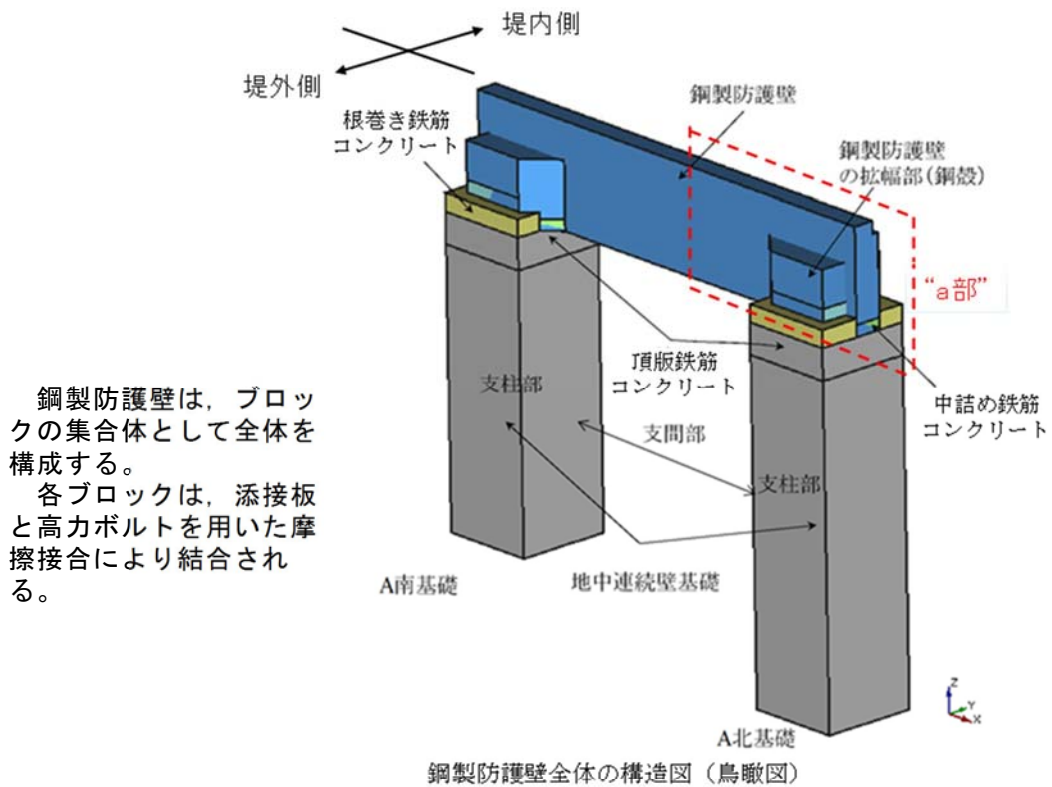 堤内側
堤外側
鋼製防護壁
根巻き鉄筋
コンクリート
鋼製防護壁
の拡幅部(鋼殻)
“a部”
頂版鉄筋
コンクリート
中詰め鉄筋
コンクリート
支柱部
支間部
支柱部
鋼製防護壁は，ブロッ
クの集合体として全体を
構成する。
各ブロックは，添接板
と高力ボルトを用いた摩
擦接合により結合され
る。
A南基礎
地中連続壁基礎
A北基礎
Z
Y
X
鋼製防護壁全体の構造図（鳥瞰図）